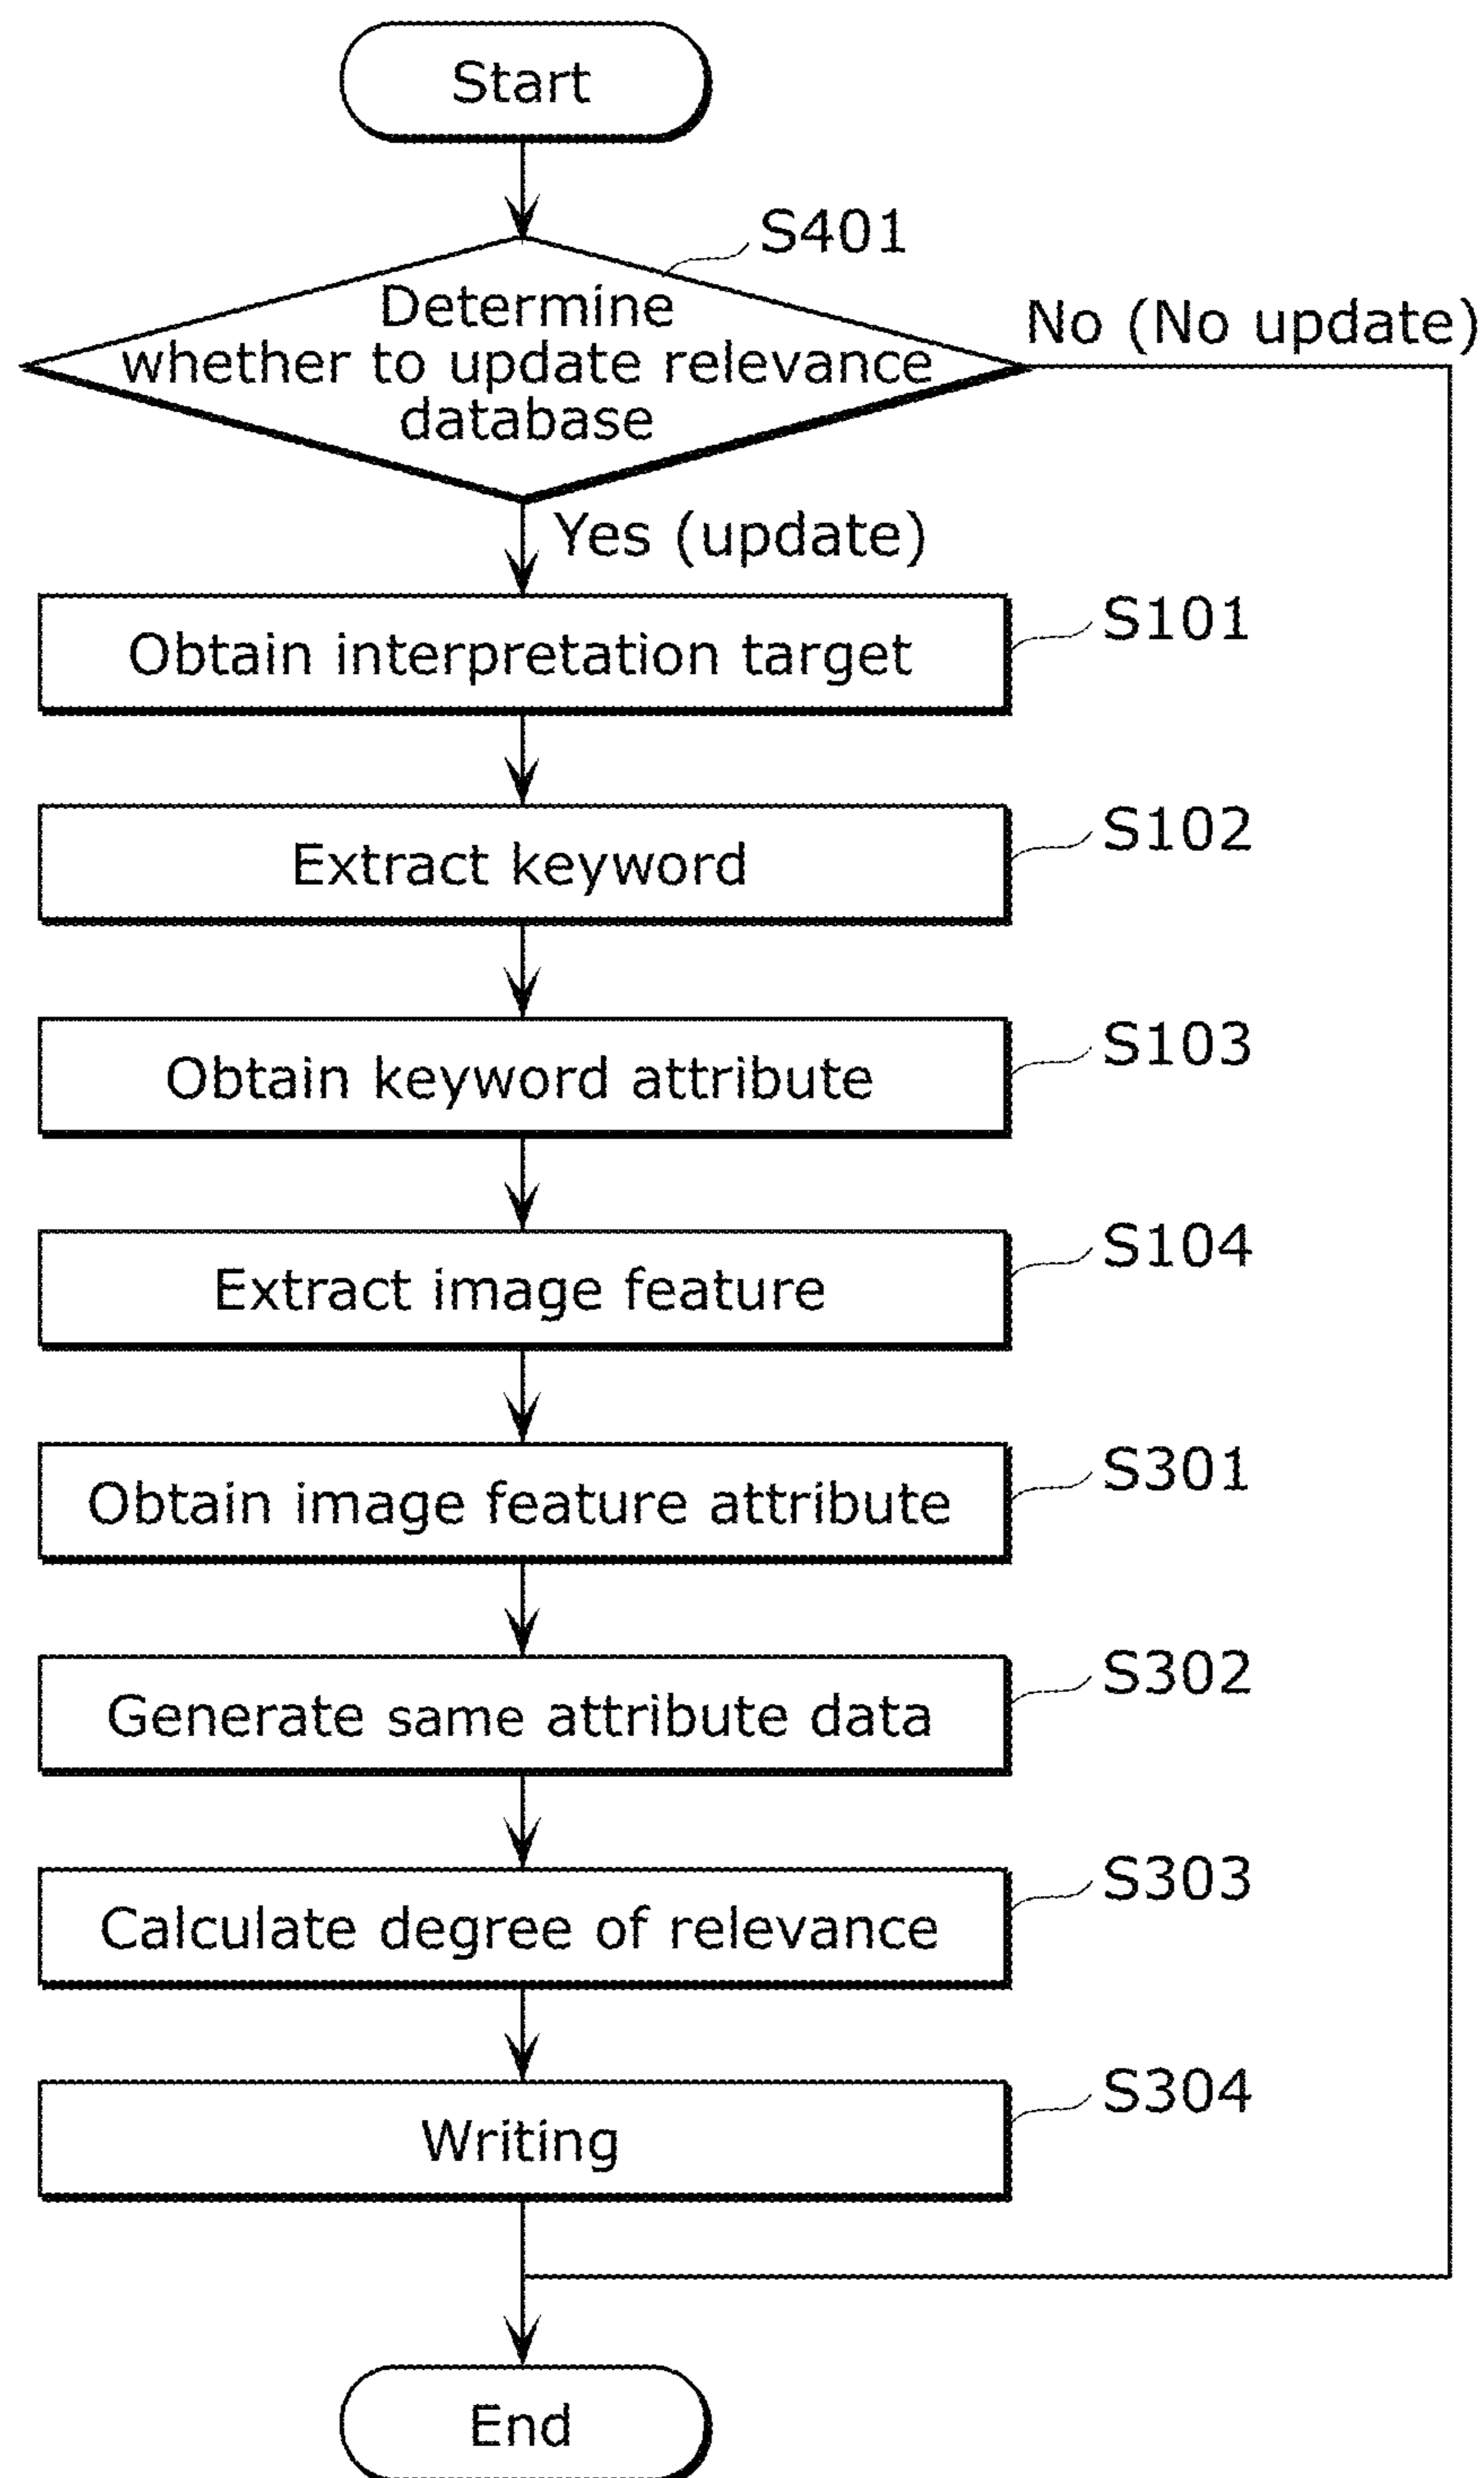 Start
S401
Determine
whether to update relevance
database
No (No update)
Yes (update)
Obtain interpretation target
S101
Extract keyword
S102
Obtain keyword attribute
S103
Extract image feature
S104
Obtain image feature attribute
S301
Generate same attribute data
S302
Calculate degree of relevance
S303
Writing
S304
End